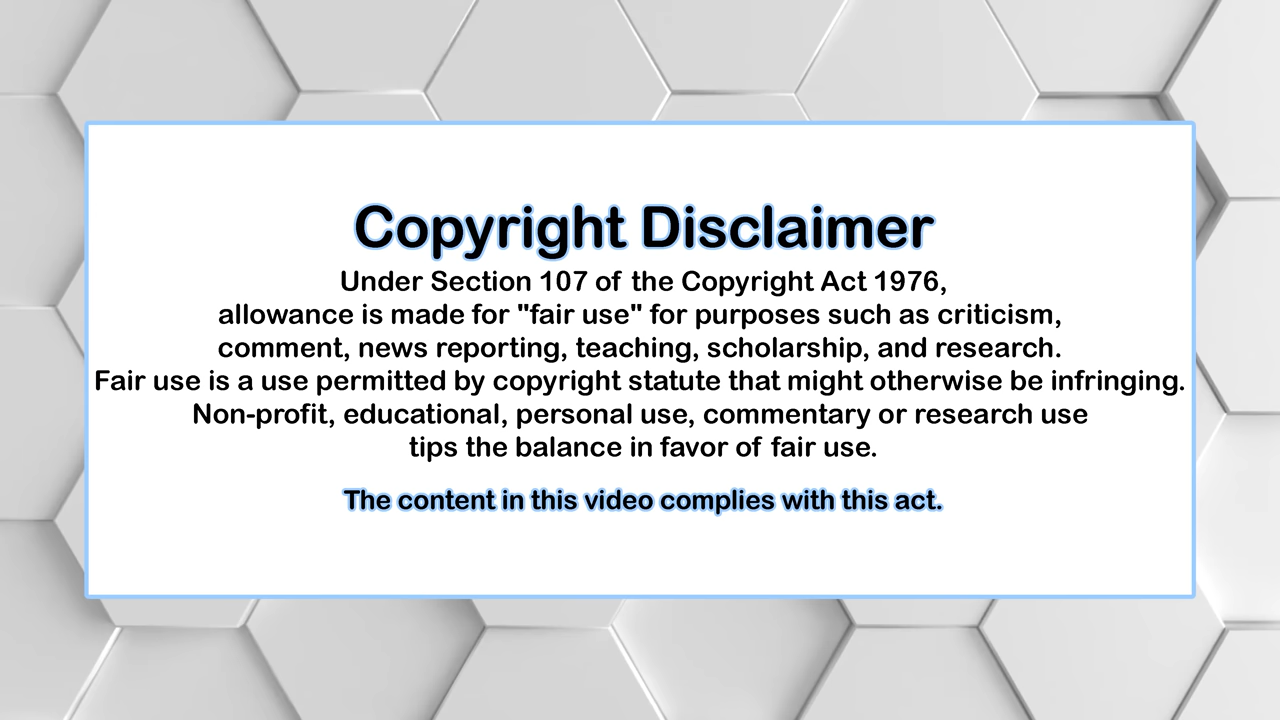 Copyright Disclaimer
Under Section 107 of the Copyright Act 1976,
allowance is made for "fair use" for purposes such as criticism,
comment, news reporting, teaching, scholarship, and research.
Fair use is a use permitted by copyright statute that might otherwise be infringing.
Non-profit, educational, personal use, commentary or research use
tips the balance in favor of fair use.
The content in this video complies with this act.